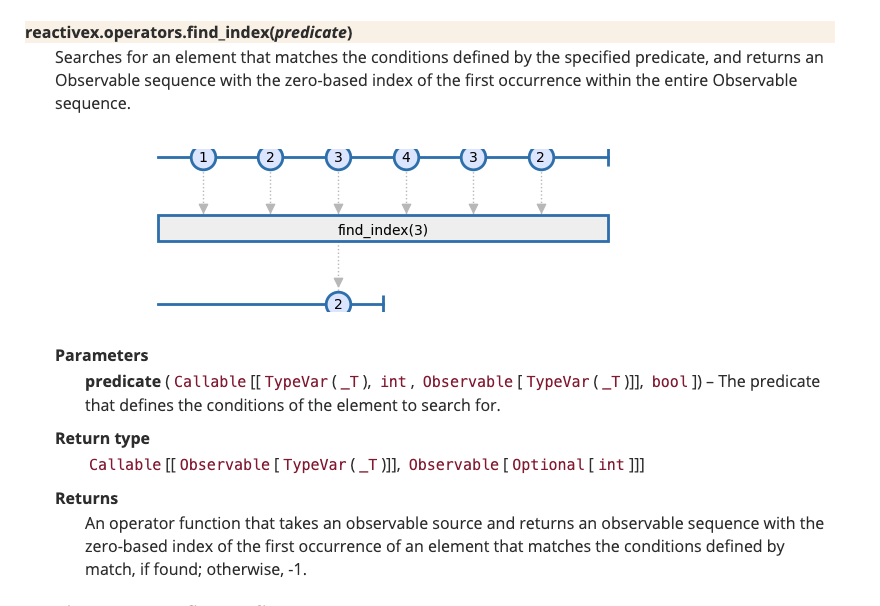 reactivex.operators.find_index(predicate)
Searches for an element that matches the conditions defined by the specified predicate, and returns an
Observable sequence with the zero-based index of the first occurrence within the entire Observable
sequence.
1 2 3 4 3 2
find_index(3)
2
Parameters
predicate ( Callable [[ TypeVar ( _T ), int , Observable [ TypeVar ( _T )]], bool ]) – The predicate
that defines the conditions of the element to search for.
Return type
Callable [[ Observable [ TypeVar ( _T )]], Observable [ Optional [ int ]]]
Returns
An operator function that takes an observable source and returns an observable sequence with the
zero-based index of the first occurrence of an element that matches the conditions defined by
match, if found; otherwise, -1.